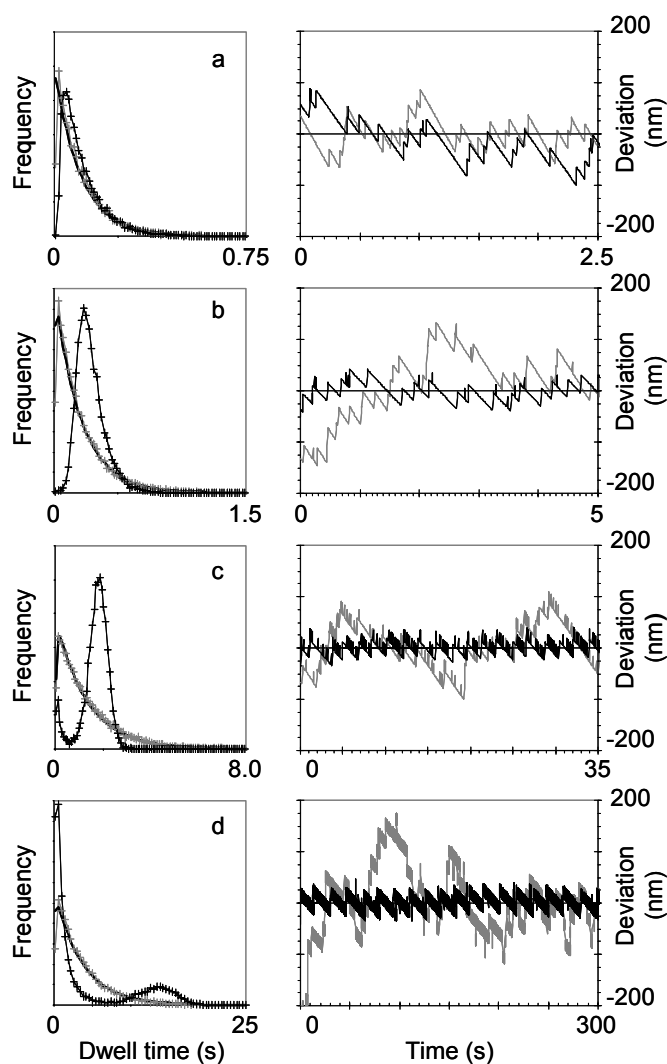 a
Frequency
0
0.75
200
Deviation
(nm)
-200
0
2.5
b
Frequency
0
1.5
200
Deviation
(nm)
-200
0
5
c
Frequency
0
8.0
200
Deviation
(nm)
-200
0
35
d
Frequency
0
25
Dwell time (s)
200
Deviation
(nm)
-200
0
300
Time (s)